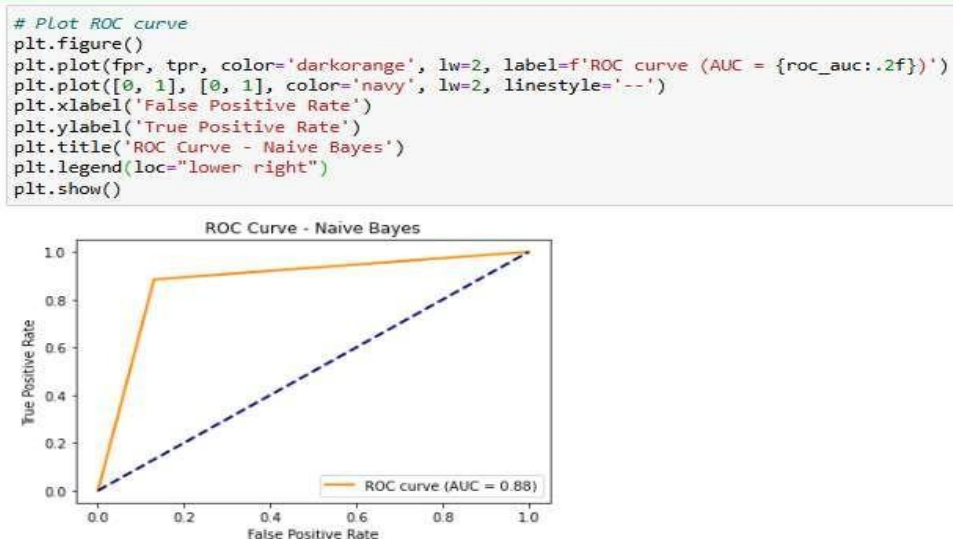 # Plot ROC curve
plt.figure()
plt.plot(fpr, tpr, color='darkorange', lw=2, label=f'ROC curve (AUC = {roc_auc:.2f})')
plt.plot([0, 1], [0, 1], color='navy', lw=2, linestyle='--')
plt.xlabel('False Positive Rate')
plt.ylabel('True Positive Rate')
plt.title('ROC Curve - Naive Bayes')
plt.legend(loc="lower right")
plt.show()
ROC Curve - Naive Bayes
1.0
0.8
0.6
0.4
0.2
0.0
True Positive Rate
ROC curve (AUC = 0.88)
0.0 0.2 0.4 0.6 0.8 1.0
False Positive Rate